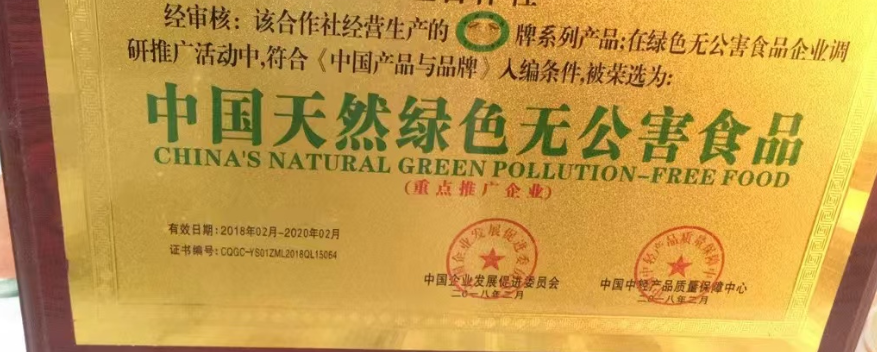 经审核：该合作社经营生产的 牌系列产品;在绿色无公害食品企业调
研推广活动中,符合《中国产品与品牌》入编条件,被荣选为:
中国天然绿色无公害食品
CHINA'S NATURAL GREEN POLLUTION-FREE FOOD
(重点推广企业)
有效日期:2018年02月-2020年02月
证书编号:CQGC-YS01ZML2018QL15064
中国企业发展促进委员会
二〇一八年二月
中国中轻产品质量保障中心
二〇一八年二月